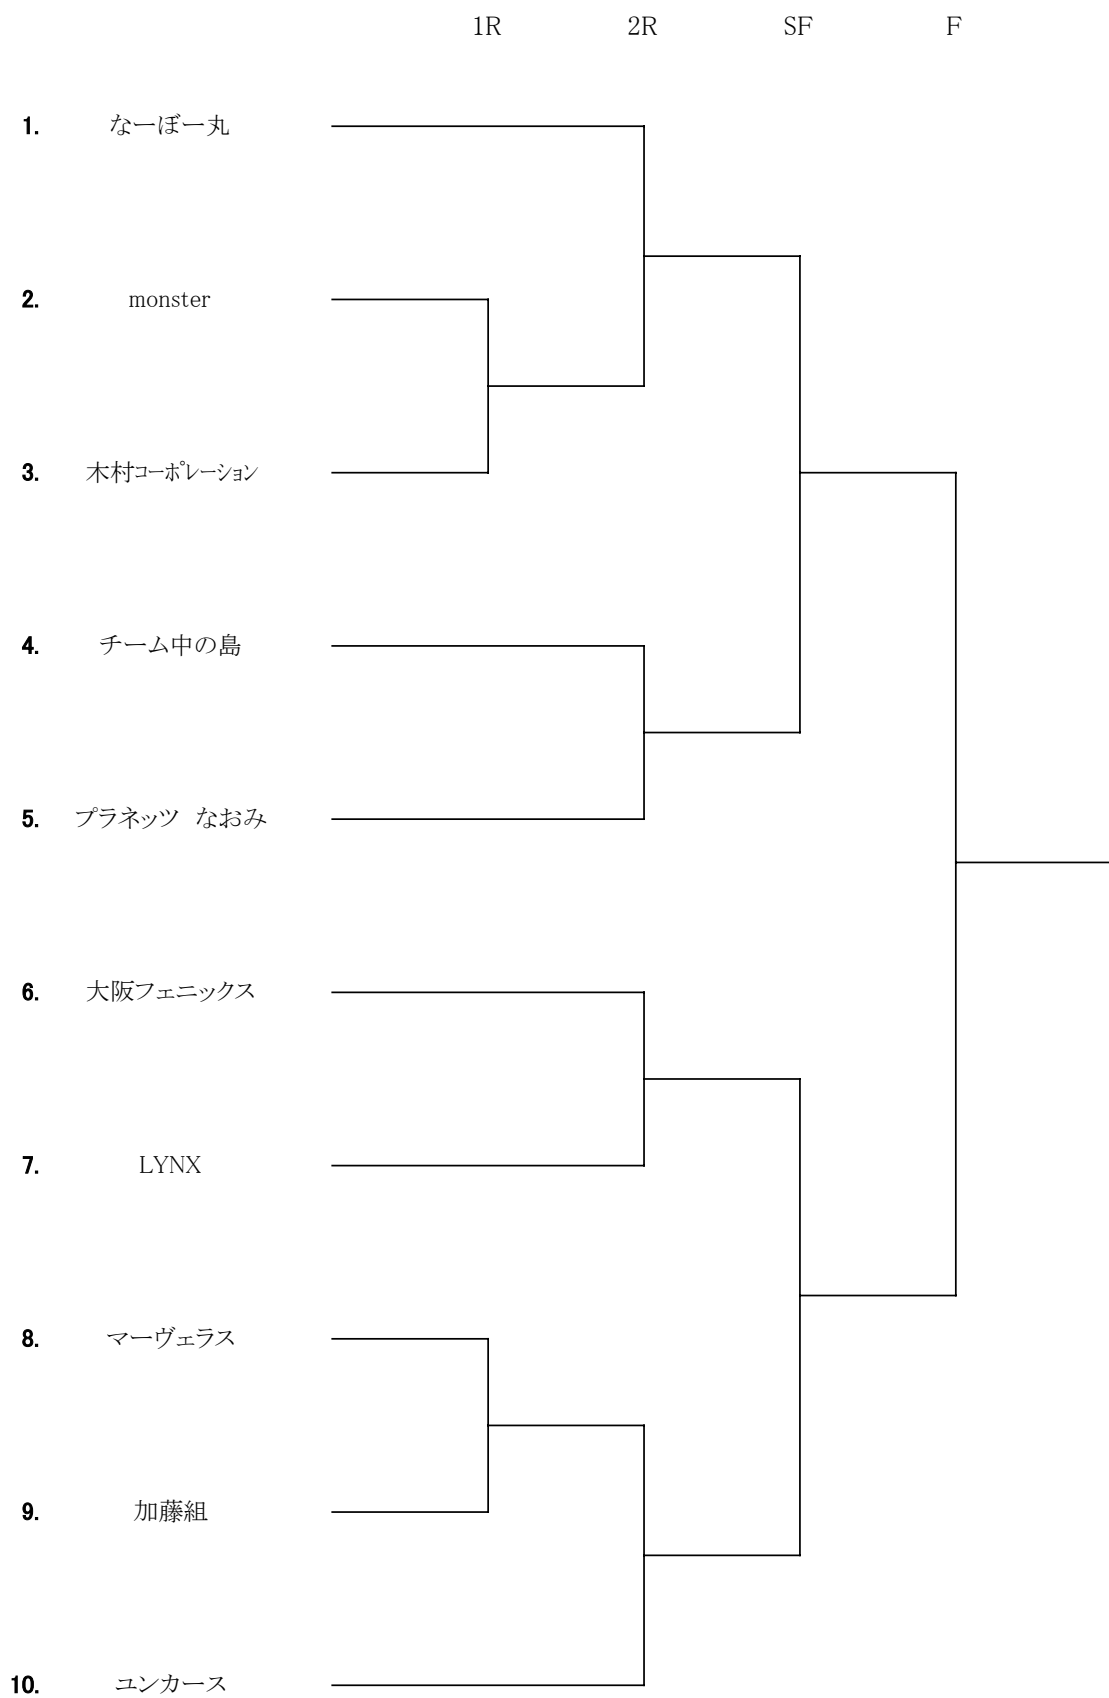 1R 2R SF F
1. なーぼー丸
2. monster
3. 木村ｺｰﾎﾟﾚｰｼｮﾝ
4. チーム中の島
5. プラネッツ　なおみ
6. 大阪フェニックス
7. LYNX
8. マーヴェラス
9. 加藤組
10. ユンカース